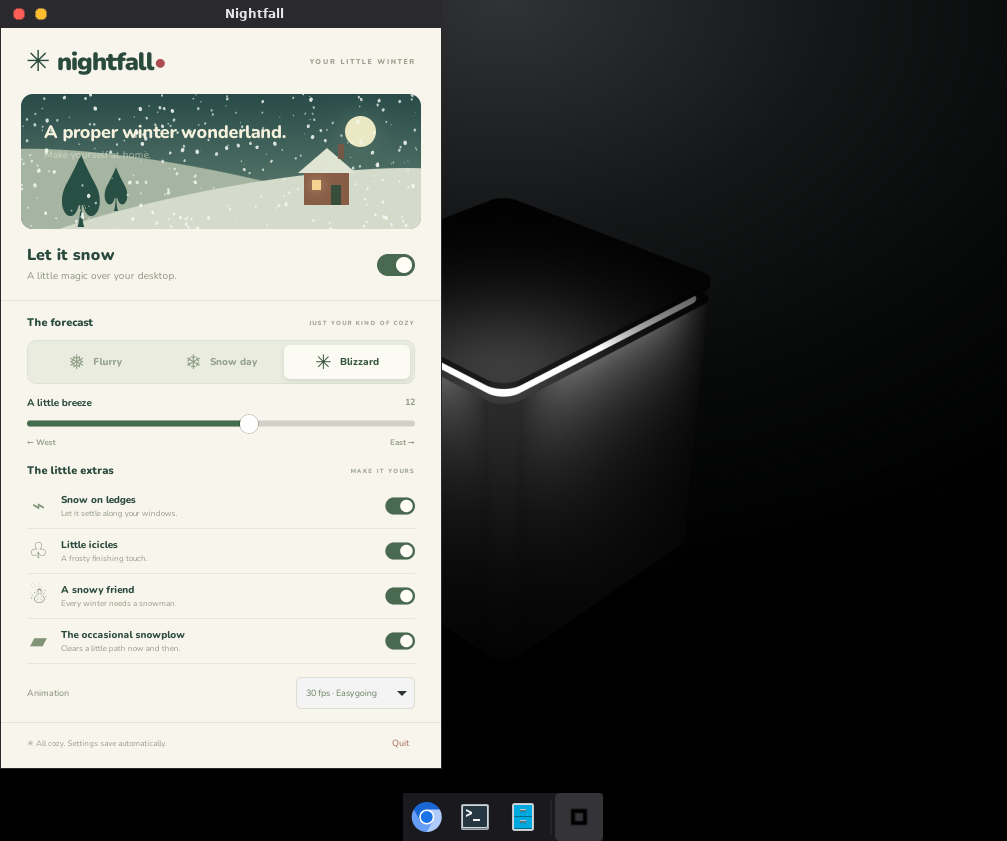 Nightfall
nightfall
YOUR LITTLE WINTER
A proper winter wonderland.
Make yourself at home.
Let it snow
A little magic over your desktop.
The forecast
JUST YOUR KIND OF COZY
Flurry
Snow day
Blizzard
A little breeze
12
← West
East →
The little extras
MAKE IT YOURS
Snow on ledges
Let it settle along your windows.
Little icicles
A frosty finishing touch.
A snowy friend
Every winter needs a snowman.
The occasional snowplow
Clears a little path now and then.
Animation
30 fps · Easygoing
✳ All cozy. Settings save automatically.
Quit